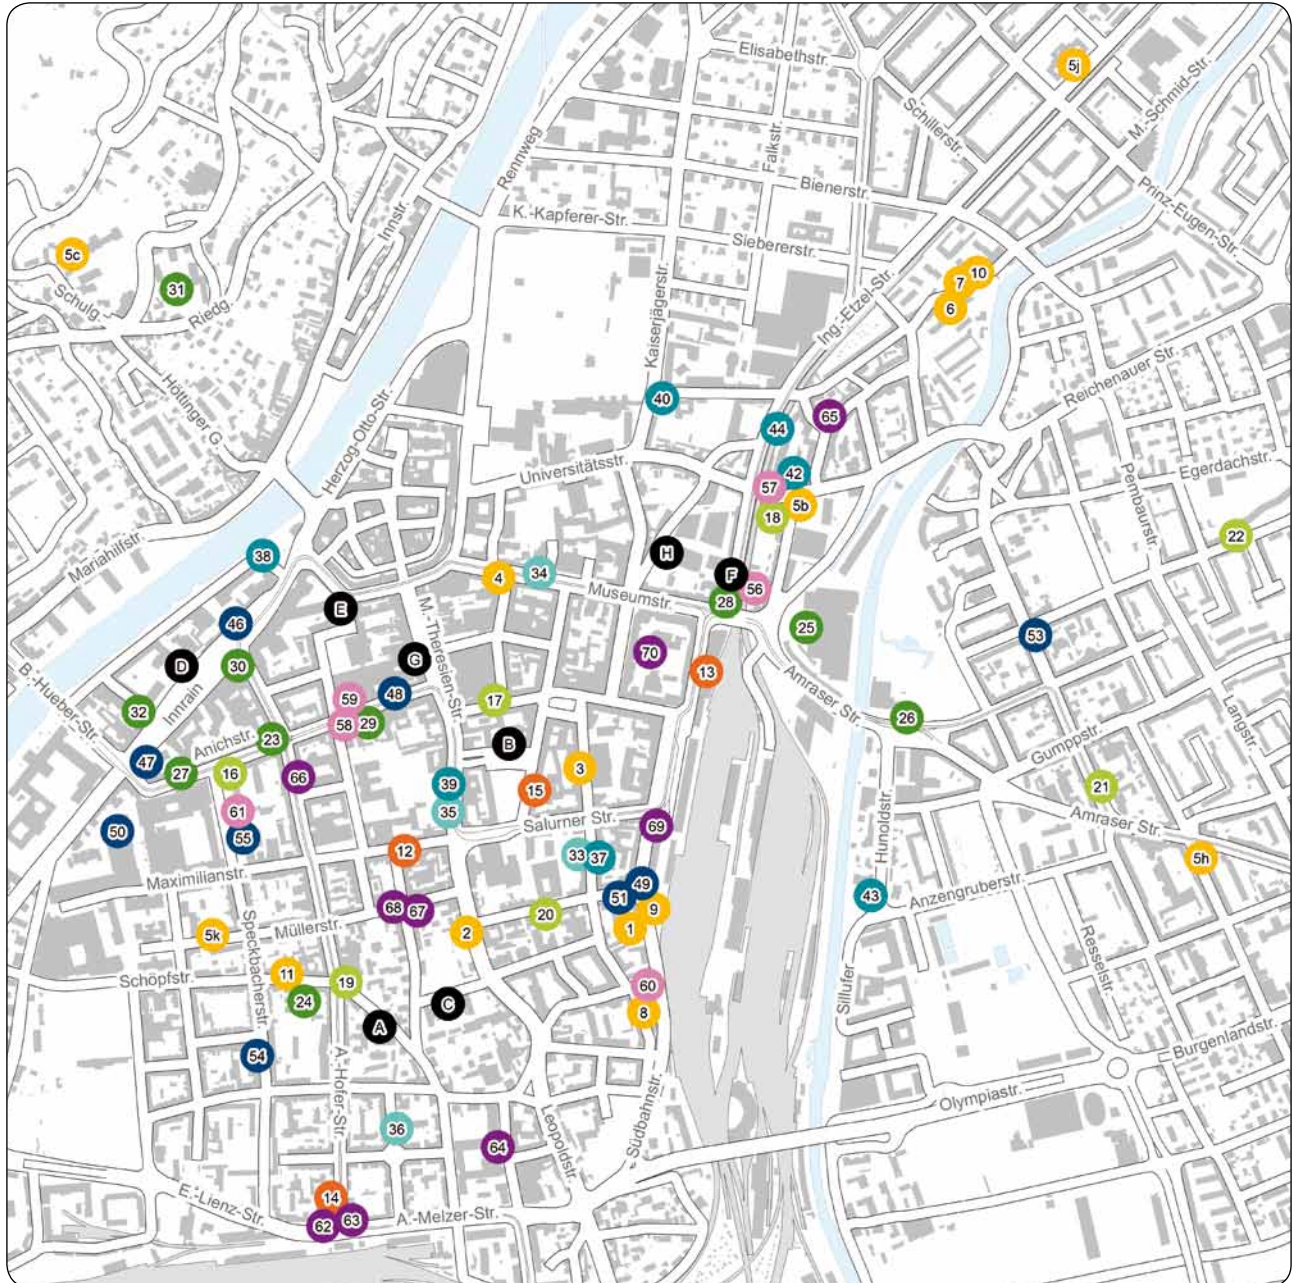 Elisabethstr.
5j
M.-Schmid-Str.
Schillerstr.
Falkstr.
Rennweg
Bienerstr.
Prinz-Eugen-Str.
K.-Kapferer-Str.
Innstr.
Siebererstr.
5c
31
Schulg.
Riedg.
10
7
6
Ing.-Etzel Str.
Kaiserjägerstr.
Höttinger G.
Herzog-Otto-Str.
Reichenauer Str.
40
65
44
Universitätsstr.
42
57
5b
18
Egerdachstr.
Pembaurstr.
22
Mariahilfstr.
38
H
4
34
F
56
28
Museumstr.
E
46
25
53
M.-Theresien-Str.
D
30
G
70
13
B.-Hueber-Str.
Innrain
59
48
17
Amraser Str.
32
58
29
26
Langstr.
Anichstr.
23
B
Gumppstr.
47
27
16
66
3
39
15
21
61
35
Salurner Str.
69
Amraser Str.
50
55
12
33
37
5h
Hunoldstr.
Maximilianstr.
49
51
43
Anzengruberstr.
68
67
20
9
1
5k
Müllerstr.
2
Speckbacherstr.
Resselstr.
Schöpfstr.
11
19
60
Sillufer
24
C
8
A
54
Burgenlandstr.
A.-Hofer-Str.
Olympiastr.
36
Leopoldstr.
Südbahnstr.
64
E.-Lienz-Str.
14
62
63
A.-Melzer-Str.